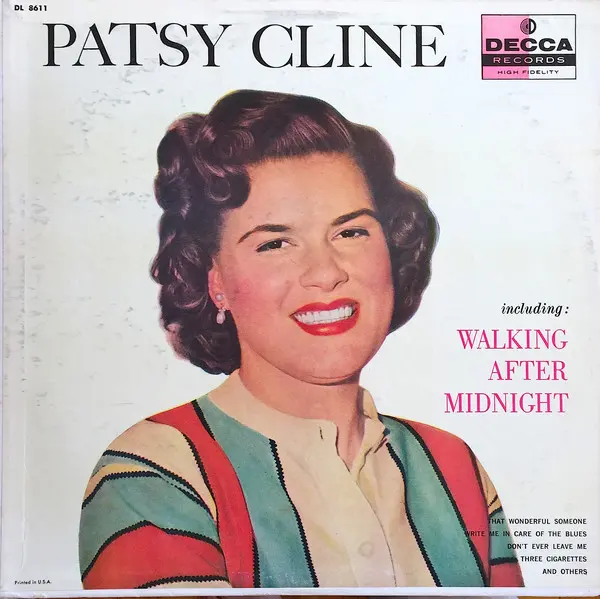 DL 8611
PATSY CLINE
DECCA
RECORDS
HIGH FIDELITY
including:
WALKING
AFTER
MIDNIGHT
THAT WONDERFUL SOMEONE
WRITE ME IN CARE OF THE BLUES
DON'T EVER LEAVE ME
THREE CIGARETTES
AND OTHERS
Printed in U.S.A.